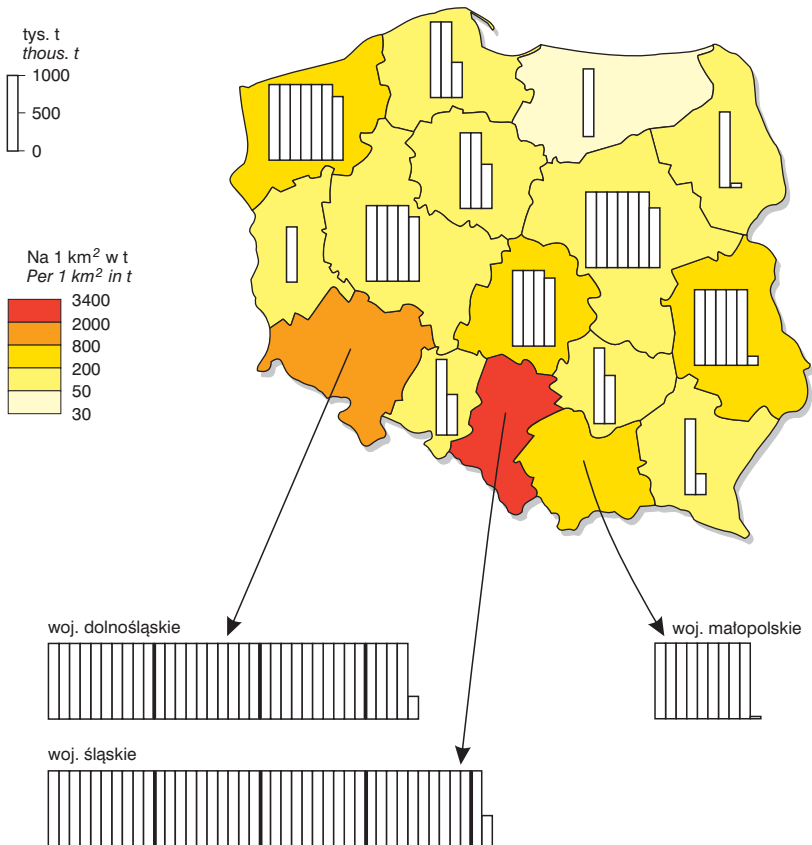 tys. t
thous. t
1000
500
0
Na 1 km² w t
Per 1 km² in t
3400
2000
800
200
50
30
woj. dolnośląskie
woj. małopolskie
woj. śląskie